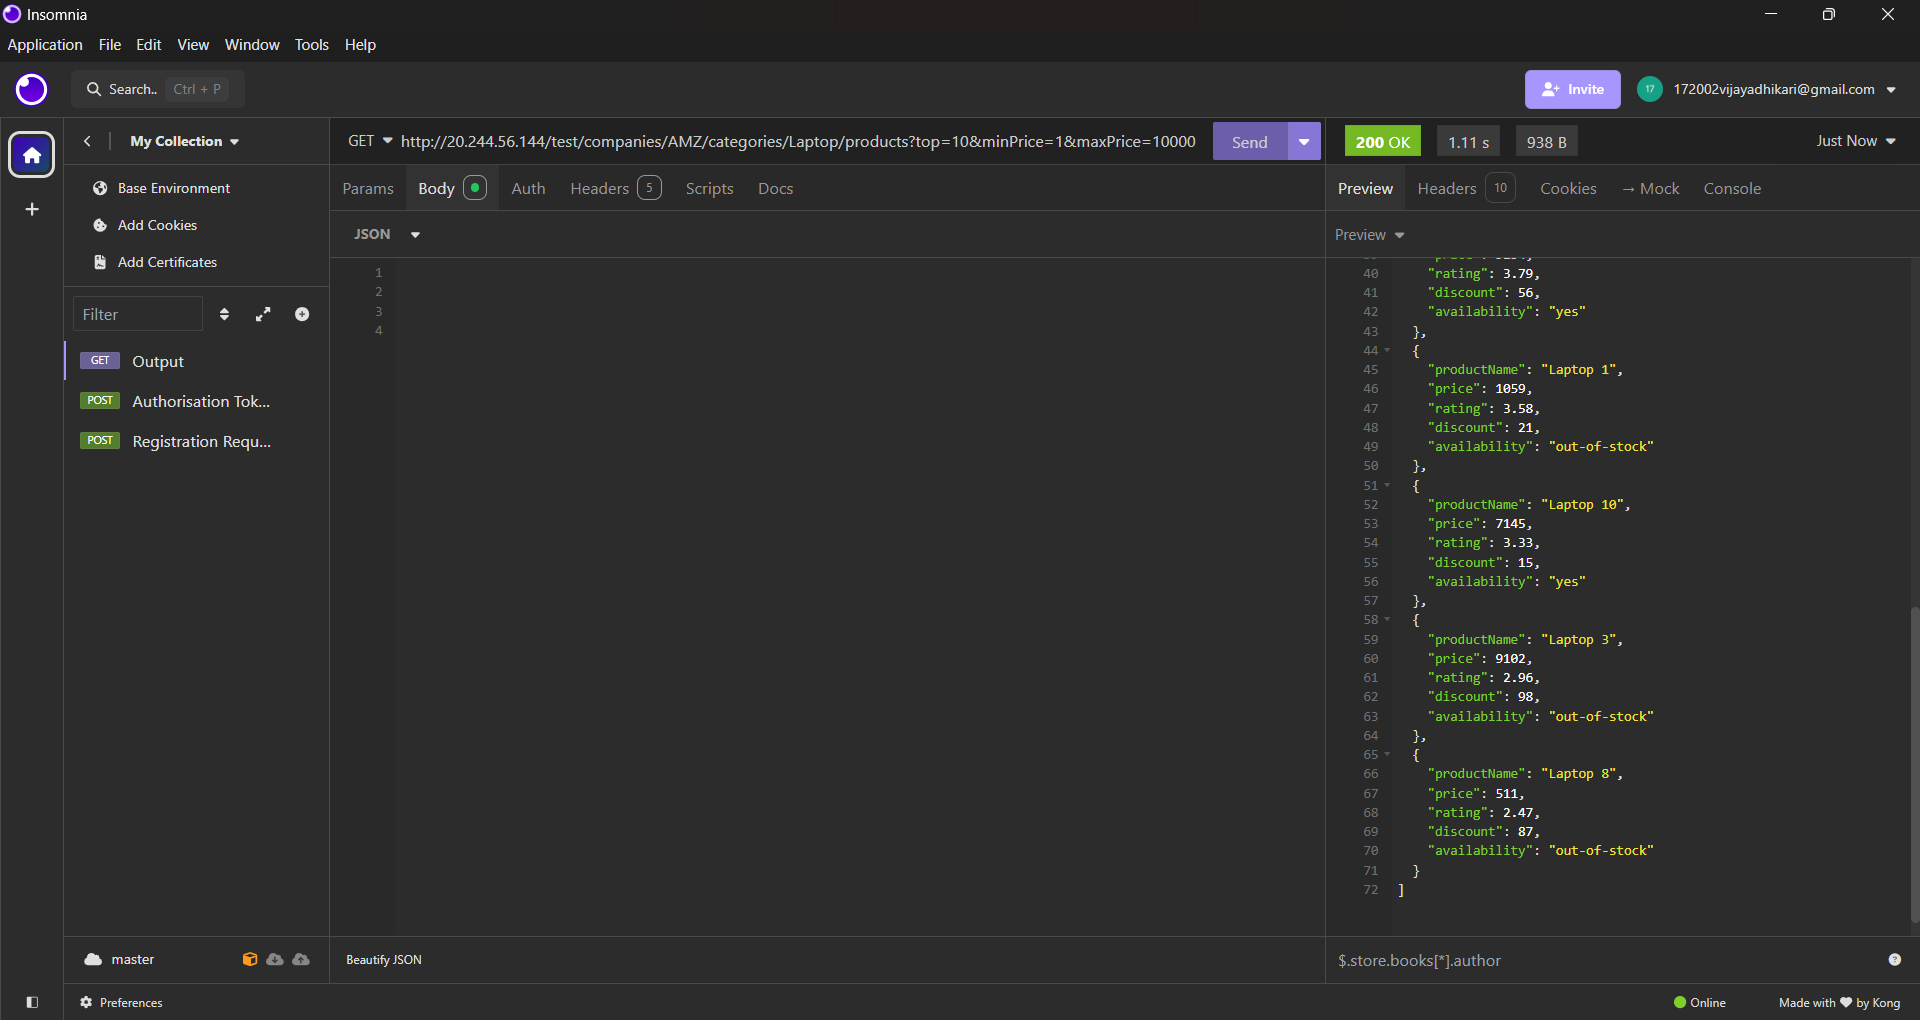 Insomnia
Application File Edit View Window Tools Help
Search.. Ctrl + P
Invite
17 172002vijayadhikari@gmail.com
My Collection
GET http://20.244.56.144/test/companies/AMZ/categories/Laptop/products?top=10&minPrice=1&maxPrice=10000
Send
200 OK 1.11 s 938 B Just Now
Base Environment
Add Cookies
Add Certificates
Filter
GET Output
POST Authorisation Tok...
POST Registration Requ...
Params Body Auth Headers 5 Scripts Docs
JSON
1
2
3
4
Preview Headers 10 Cookies → Mock Console
Preview
40 "rating": 3.79,
41 "discount": 56,
42 "availability": "yes"
43 },
44 {
45 "productName": "Laptop 1",
46 "price": 1059,
47 "rating": 3.58,
48 "discount": 21,
49 "availability": "out-of-stock"
50 },
51 {
52 "productName": "Laptop 10",
53 "price": 7145,
54 "rating": 3.33,
55 "discount": 15,
56 "availability": "yes"
57 },
58 {
59 "productName": "Laptop 3",
60 "price": 9102,
61 "rating": 2.96,
62 "discount": 98,
63 "availability": "out-of-stock"
64 },
65 {
66 "productName": "Laptop 8",
67 "price": 511,
68 "rating": 2.47,
69 "discount": 87,
70 "availability": "out-of-stock"
71 }
72 ]
master
Beautify JSON
$.store.books[*].author
Preferences
Online
Made with ❤ by Kong